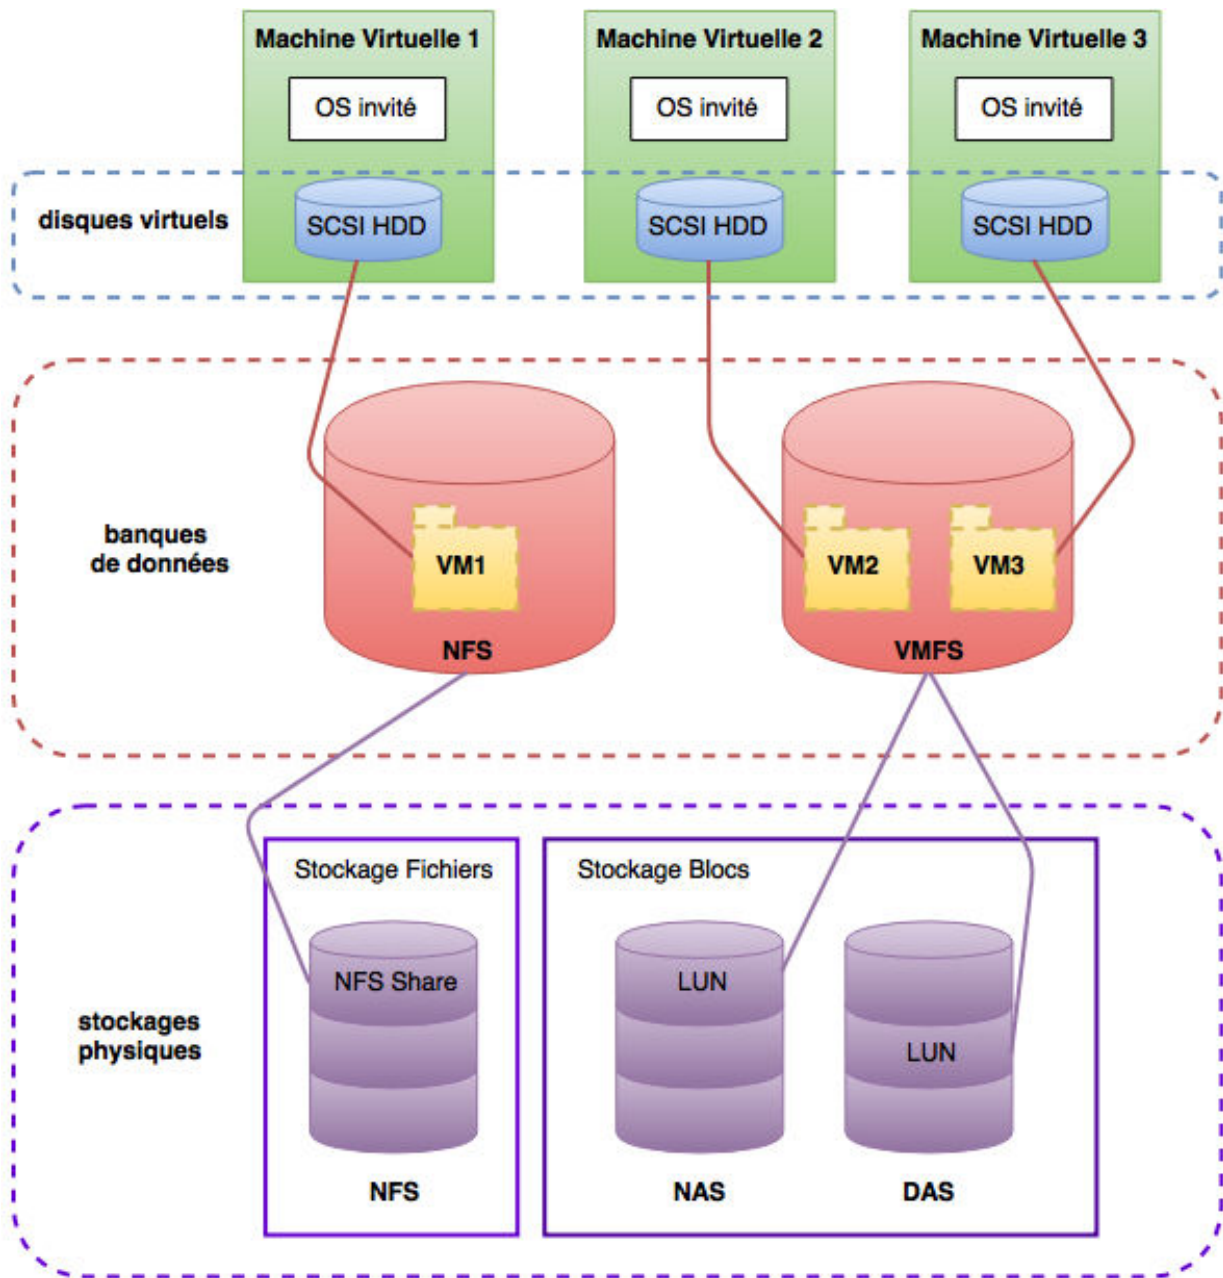 Machine Virtuelle 1
Machine Virtuelle 2
Machine Virtuelle 3
OS invité
OS invité
OS invité
disques virtuels
SCSI HDD
SCSI HDD
SCSI HDD
banques
de données
VM1
VM2
VM3
NFS
VMFS
Stockage Fichiers
Stockage Blocs
NFS Share
LUN
LUN
stockages
physiques
NFS
NAS
DAS